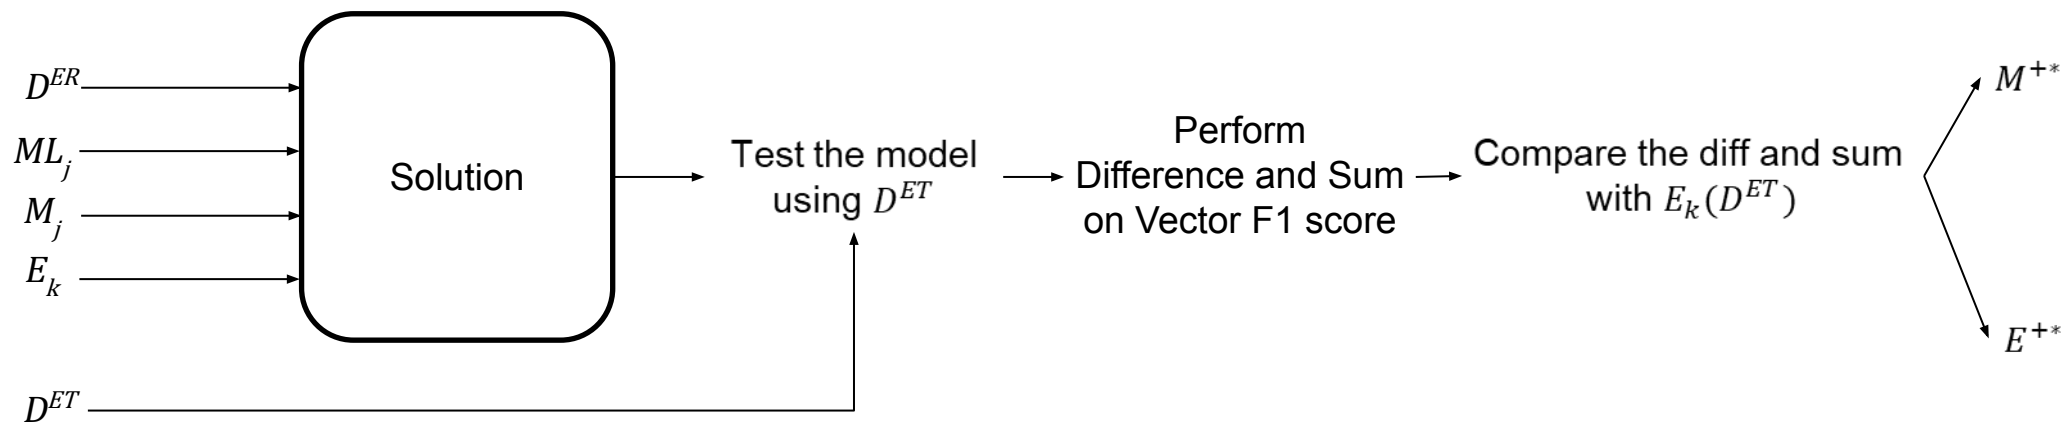 D^{ER}
ML_j
M_j
E_k
D^{ET}
Solution
Test the model
using D^{ET}
Perform
Difference and Sum
on Vector F1 score
Compare the diff and sum
with E_k(D^{ET})
M^{+*}
E^{+*}